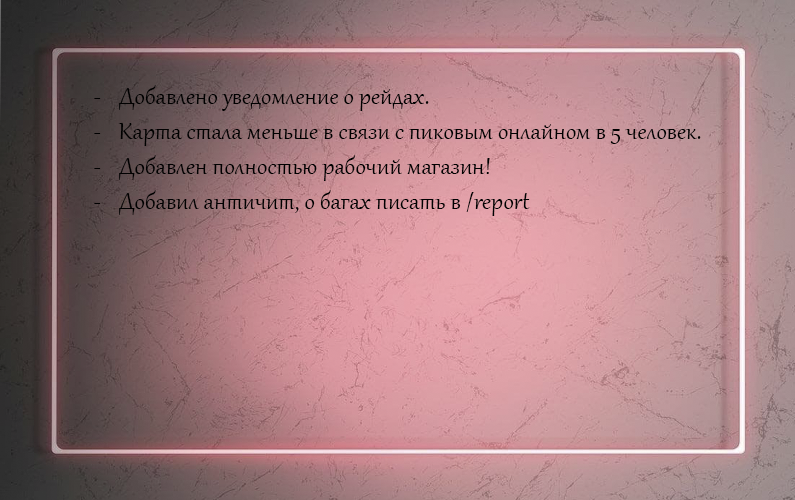 - Добавлено уведомление о рейдах.
- Карта стала меньше в связи с пиковым онлайном в 5 человек.
- Добавлен полностью рабочий магазин!
- Добавил античит, о багах писать в /report